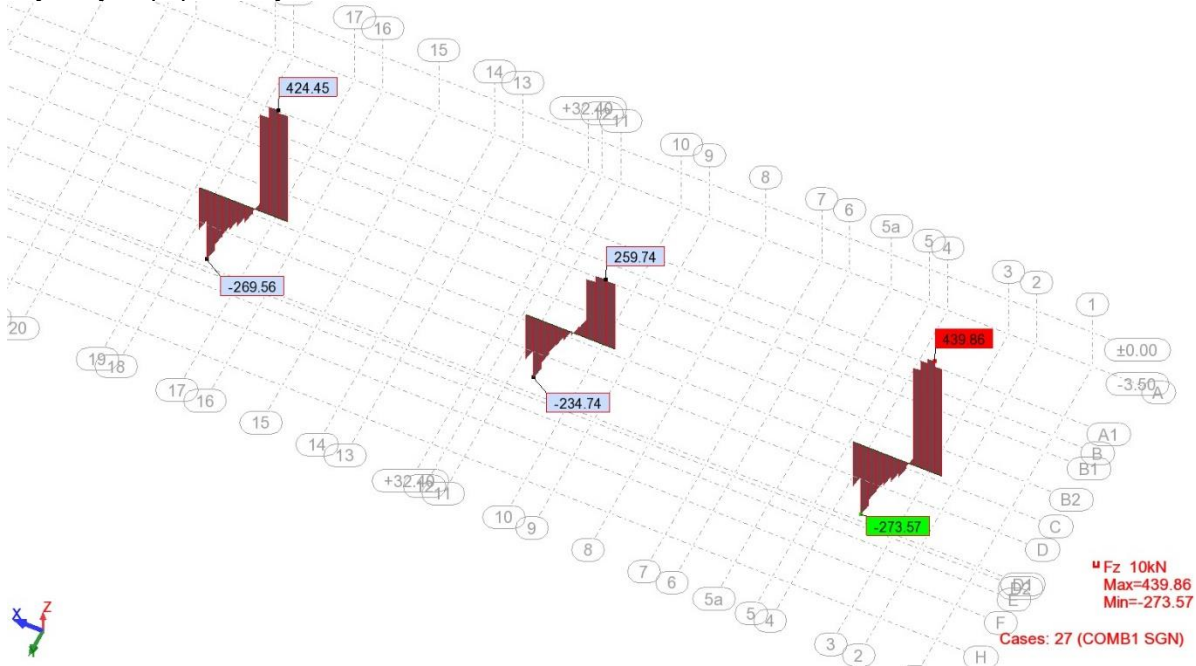 17
16
15
14
13
+32.40
12
11
10
9
8
7
6
5a
5
4
3
2
1
±0.00
-3.50
A
A1
B
B1
B2
C
D
D1
D2
E
F
H
424.45
-269.56
259.74
-234.74
439.86
-273.57
20
19
18
17
16
15
14
13
+32.40
12
11
10
9
8
7
6
5a
5
4
3
2
Fz 10kN
Max=439.86
Min=-273.57
Cases: 27 (COMB1 SGN)
X
Z